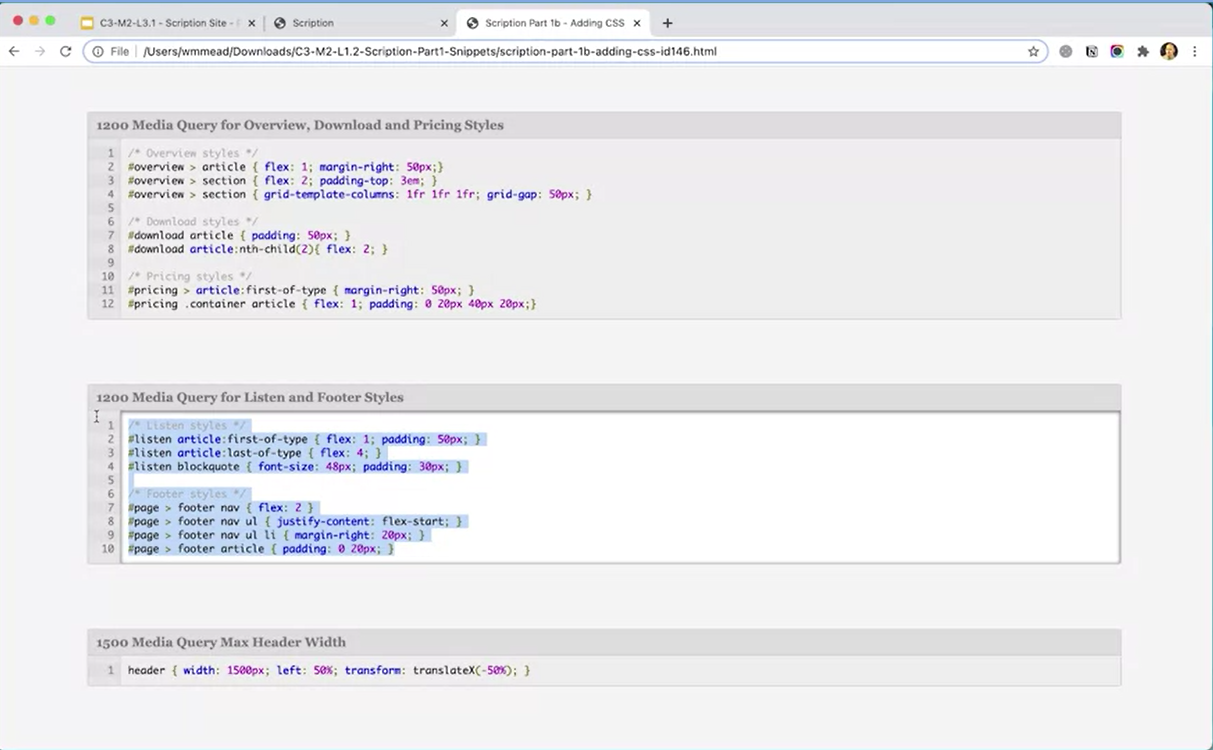 C3-M2-L3.1 - Scription Site -
Scription
Scription Part 1b - Adding CSS
File
/Users/wmmead/Downloads/C3-M2-L1.2-Scription-Part1-Snippets/scription-part-1b-adding-css-id146.html
1200 Media Query for Overview, Download and Pricing Styles
1 /* Overview styles */
2 #overview > article { flex: 1; margin-right: 50px;}
3 #overview > section { flex: 2; padding-top: 3em; }
4 #overview > section { grid-template-columns: 1fr 1fr 1fr; grid-gap: 50px; }
5
6 /* Download styles */
7 #download article { padding: 50px; }
8 #download article:nth-child(2){ flex: 2; }
9
10 /* Pricing styles */
11 #pricing > article:first-of-type { margin-right: 50px; }
12 #pricing .container article { flex: 1; padding: 0 20px 40px 20px;}
1200 Media Query for Listen and Footer Styles
1 /* Listen styles */
2 #listen article:first-of-type { flex: 1; padding: 50px; }
3 #listen article:last-of-type { flex: 4; }
4 #listen blockquote { font-size: 48px; padding: 30px; }
5
6 /* Footer styles */
7 #page > footer nav { flex: 2 }
8 #page > footer nav ul { justify-content: flex-start; }
9 #page > footer nav ul li { margin-right: 20px; }
10 #page > footer article { padding: 0 20px; }
1500 Media Query Max Header Width
1 header { width: 1500px; left: 50%; transform: translateX(-50%); }